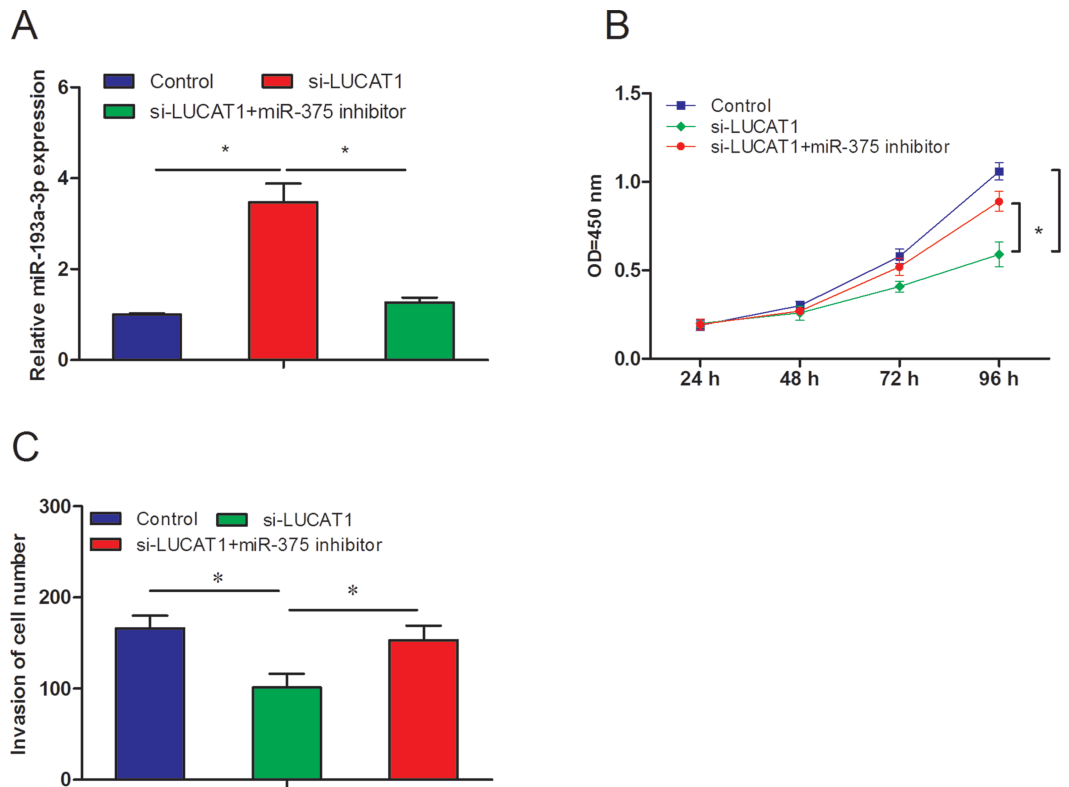 A
Control si-LUCAT1
si-LUCAT1+miR-375 inhibitor
Relative miR-193a-3p expression
6
4
2
0
* *
B
Control
si-LUCAT1
si-LUCAT1+miR-375 inhibitor
OD=450 nm
1.5
1.0
0.5
0.0
*
24 h 48 h 72 h 96 h
C
Control si-LUCAT1
si-LUCAT1+miR-375 inhibitor
Invasion of cell number
300
200
100
0
* *